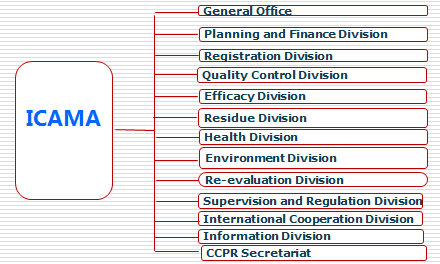 General Office
Planning and Finance Division
Registration Division
Quality Control Division
Efficacy Division
ICAMA
Residue Division
Health Division
Environment Division
Re-evaluation Division
Supervision and Regulation Division
International Cooperation Division
Information Division
CCPR Secretariat